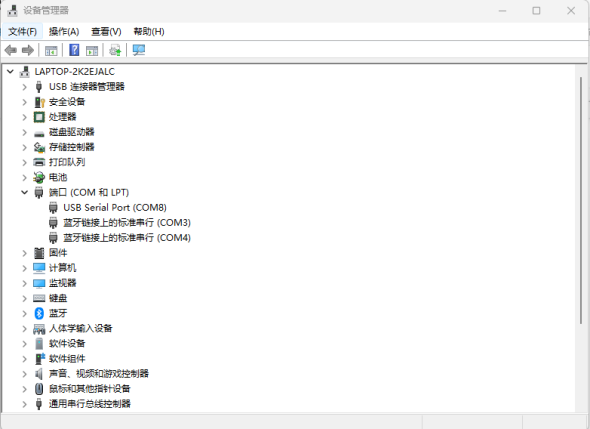 设备管理器
文件(F) 操作(A) 查看(V) 帮助(H)
LAPTOP-2K2EJALC
USB 连接器管理器
安全设备
处理器
磁盘驱动器
存储控制器
打印队列
电池
端口 (COM 和 LPT)
USB Serial Port (COM8)
蓝牙链接上的标准串行 (COM3)
蓝牙链接上的标准串行 (COM4)
固件
计算机
监视器
键盘
蓝牙
人体学输入设备
软件设备
软件组件
声音、视频和游戏控制器
鼠标和其他指针设备
通用串行总线控制器